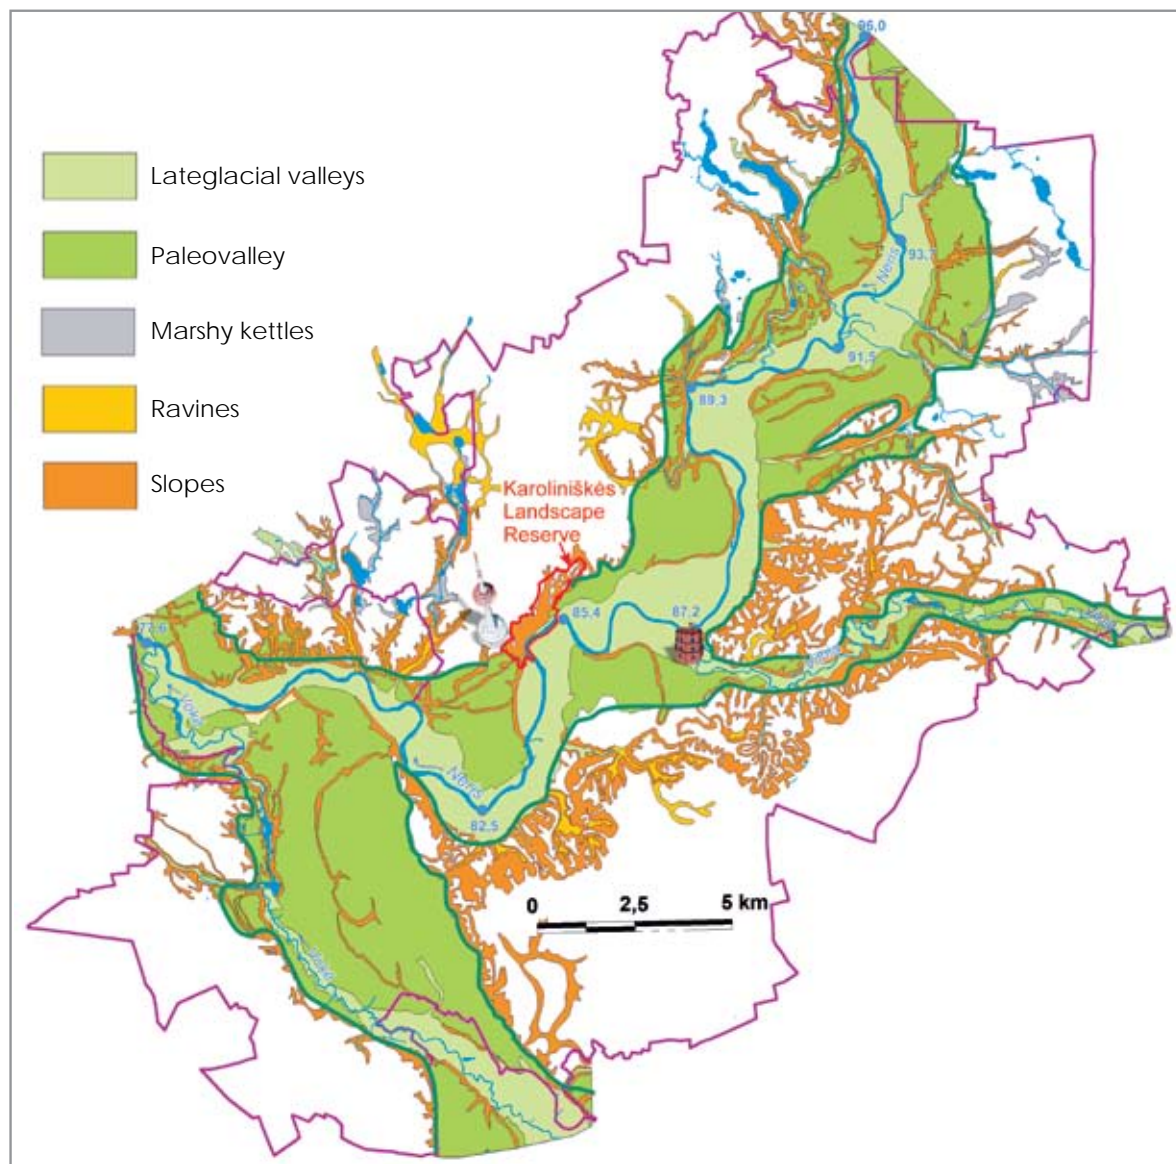 96,0
Lateglacial valleys
Paleovalley
Neris
93,7
Marshy kettles
91,5
89,3
Ravines
Slopes
Karoliniškės
Landscape
Reserve
85,4
87,2
77,6
Vokė
Neris
82,5
0 2,5 5 km
Vokė